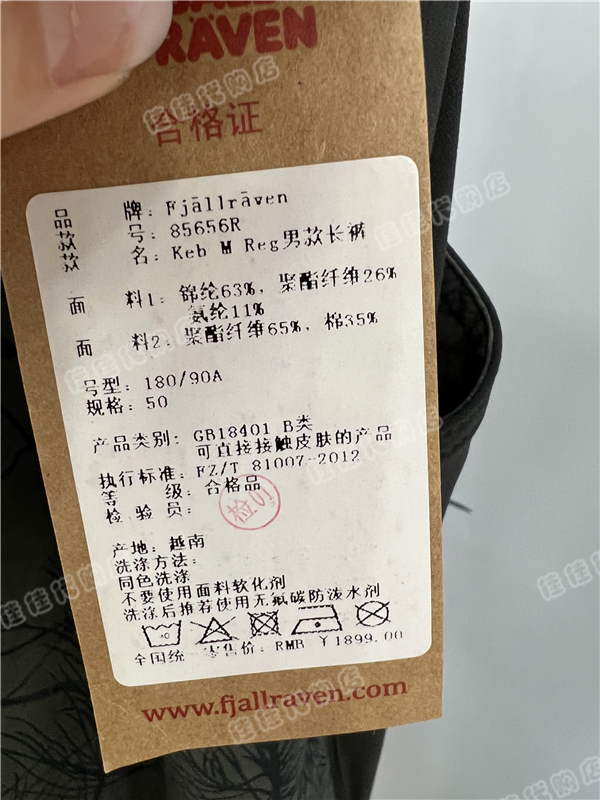 RÄVEN
合格证
品 牌: Fjällräven
款 号: 85656R
款 名: Keb M Reg男款长裤
面 料1: 锦纶63%, 聚酯纤维26%
氨纶11%
面 料2: 聚酯纤维65%, 棉35%
号型: 180/90A
规格: 50
产品类别: GB18401 B类
可直接接触皮肤的产品
执行标准: FZ/T 81007-2012
等 级: 合格品
检 验 员:
检
产地: 越南
洗涤方法:
同色洗涤
不要使用面料软化剂
洗涤后推荐使用无氟碳防泼水剂
全国统一零售价: RMB ¥1899.00
www.fjallraven.com
佳佳代购店